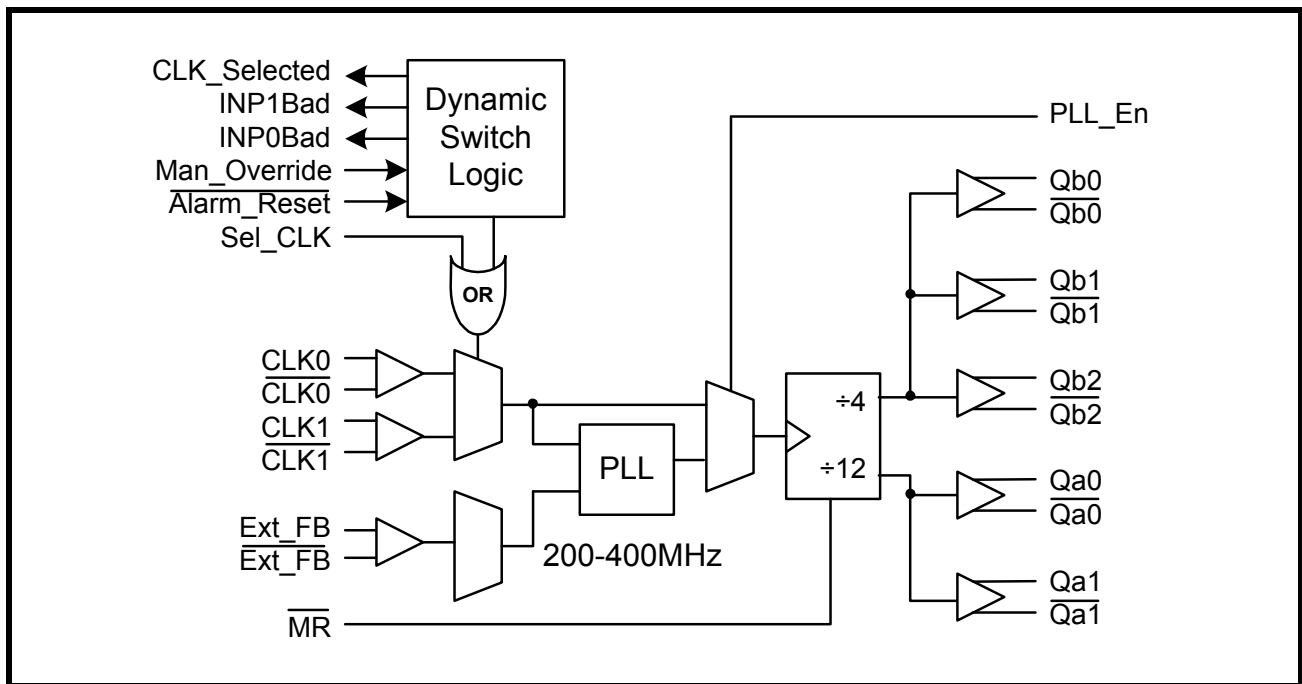 CLK_Selected
INP1Bad
INP0Bad
Man_Override
Alarm_Reset
Sel_CLK
Dynamic
Switch
Logic
OR
PLL_En
CLK0
CLK0
CLK1
CLK1
Ext_FB
Ext_FB
MR
PLL
200-400MHz
÷4
÷12
Qb0
Qb0
Qb1
Qb1
Qb2
Qb2
Qa0
Qa0
Qa1
Qa1